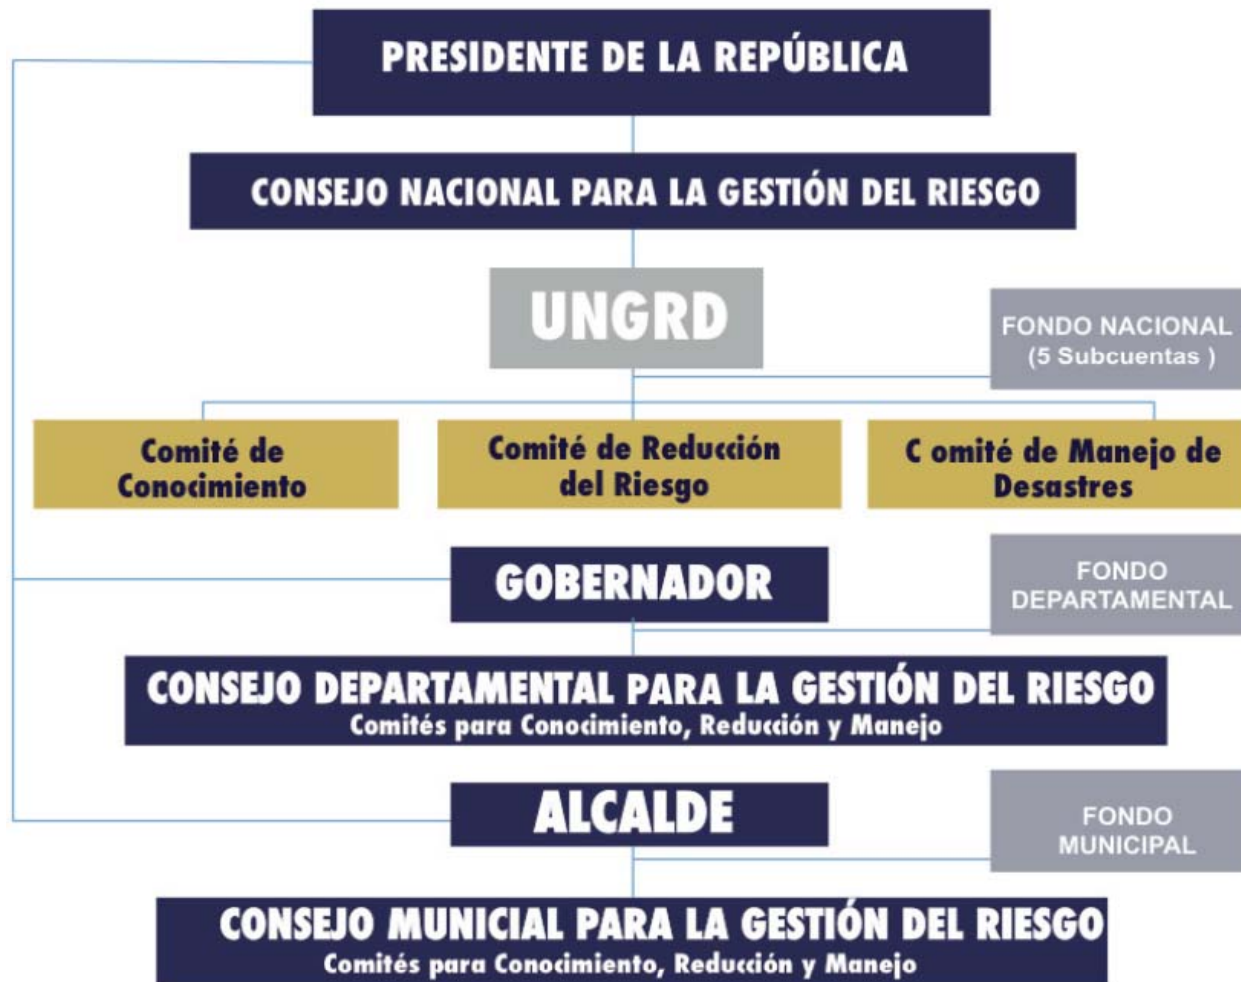 PRESIDENTE DE LA REPÚBLICA
CONSEJO NACIONAL PARA LA GESTIÓN DEL RIESGO
UNGRD
FONDO NACIONAL
(5 Subcuentas )
Comité de
Conocimiento
Comité de Reducción
del Riesgo
C omité de Manejo de
Desastres
GOBERNADOR
FONDO
DEPARTAMENTAL
CONSEJO DEPARTAMENTAL PARA LA GESTIÓN DEL RIESGO
Comités para Conocimiento, Reducción y Manejo
ALCALDE
FONDO
MUNICIPAL
CONSEJO MUNICIAL PARA LA GESTIÓN DEL RIESGO
Comités para Conocimiento, Reducción y Manejo